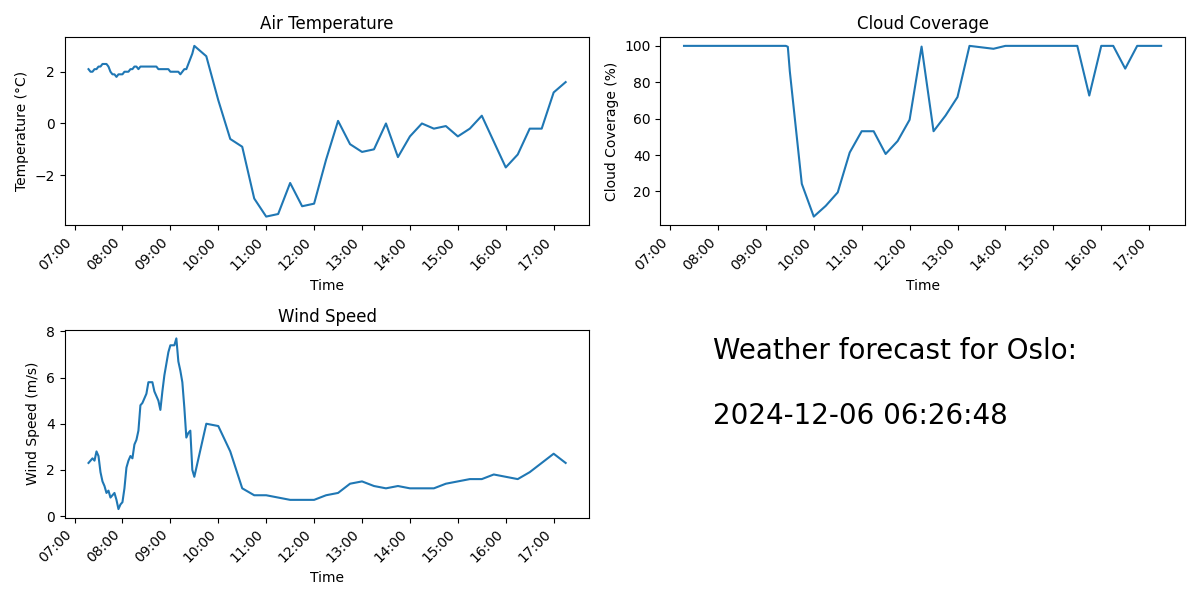 Air Temperature
Temperature (°C)
2
0
−2
07:00 08:00 09:00 10:00 11:00 12:00 13:00 14:00 15:00 16:00 17:00
Time
Cloud Coverage
Cloud Coverage (%)
100
80
60
40
20
07:00 08:00 09:00 10:00 11:00 12:00 13:00 14:00 15:00 16:00 17:00
Time
Wind Speed
Wind Speed (m/s)
8
6
4
2
0
07:00 08:00 09:00 10:00 11:00 12:00 13:00 14:00 15:00 16:00 17:00
Time
Weather forecast for Oslo:
2024-12-06 06:26:48